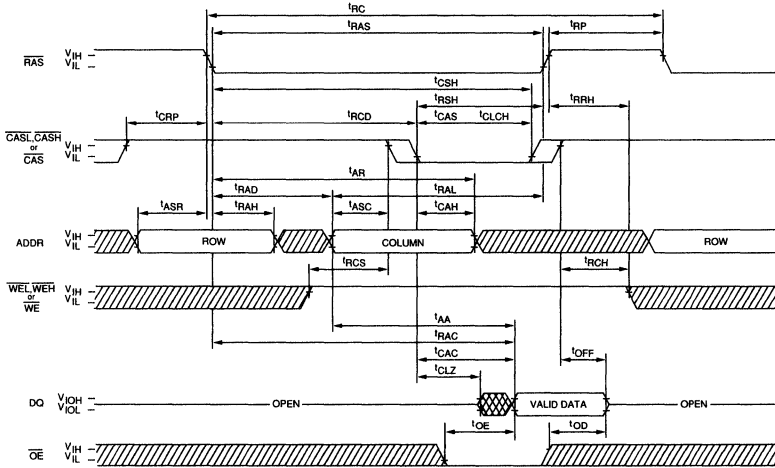 tRC
tRAS
tRP
RAS VIH VIL
tCSH
tRSH
tRRH
tCRP
tRCD
tCAS
tCLCH
CASL,CASH or CAS VIH VIL
tAR
tRAD
tRAL
tASR
tRAH
tASC
tCAH
ADDR VIH VIL ROW COLUMN ROW
tRCS
tRCH
WEL,WEH or WE VIH VIL
tAA
tRAC
tCAC
tOFF
tCLZ
DQ VIOH VIOL OPEN VALID DATA OPEN
tOE
tOD
OE VIH VIL